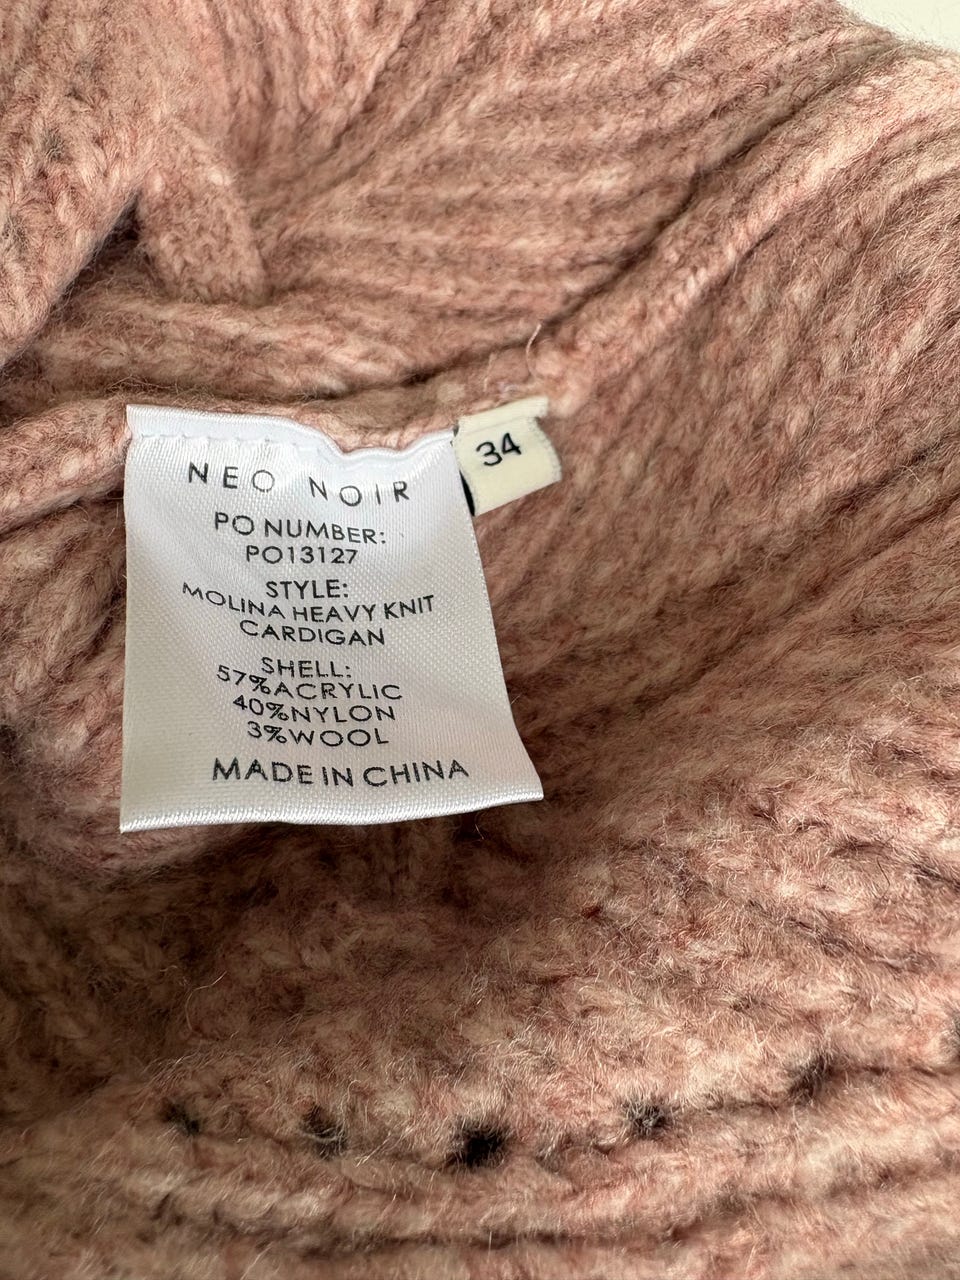 NEO NOIR
34
PO NUMBER:
PO13127
STYLE:
MOLINA HEAVY KNIT
CARDIGAN
SHELL:
57%ACRYLIC
40%NYLON
3%WOOL
MADE IN CHINA